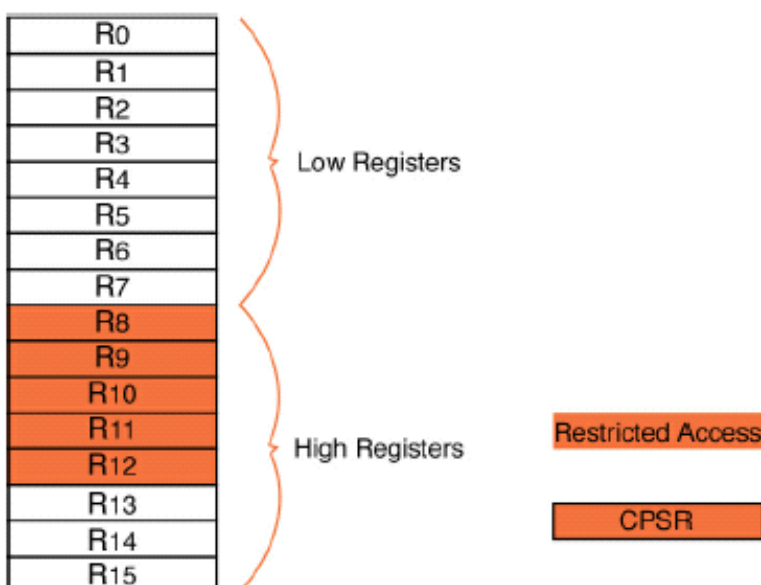 R0
R1
R2
R3
R4
R5
R6
R7
R8
R9
R10
R11
R12
R13
R14
R15
Low Registers
High Registers
Restricted Access
CPSR